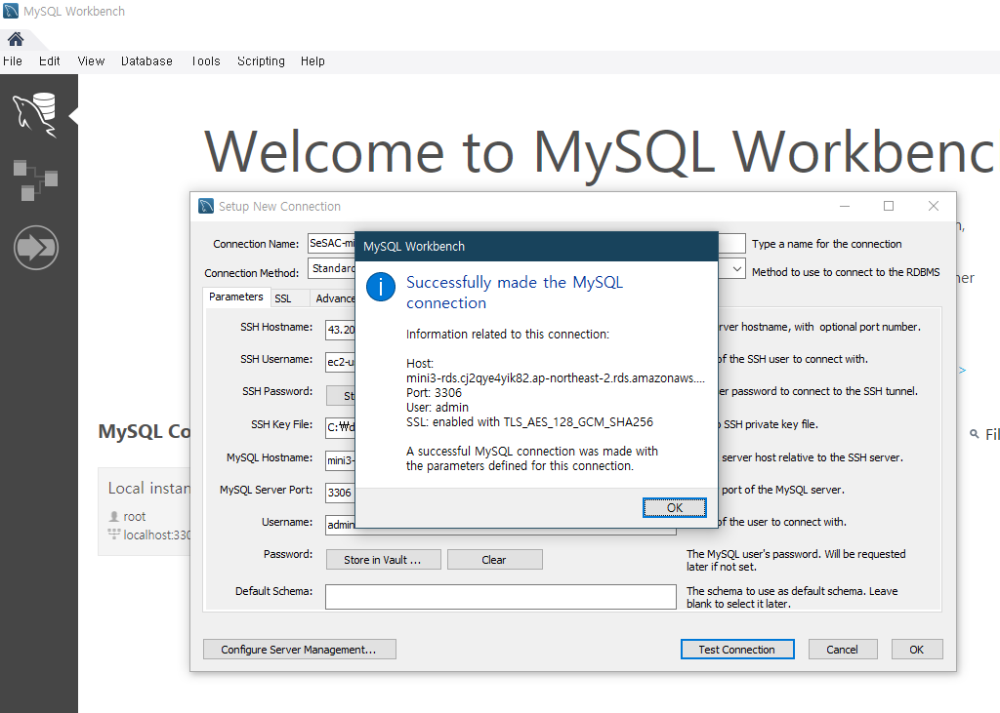 MySQL Workbench
File Edit View Database Tools Scripting Help
Welcome to MySQL Workbenc
Setup New Connection
Connection Name: SeSAC-mi Type a name for the connection
Connection Method: Standard Method to use to connect to the RDBMS
Parameters SSL Advance
SSH Hostname: 43.20 rver hostname, with optional port number.
SSH Username: ec2-u of the SSH user to connect with.
SSH Password: St er password to connect to the SSH tunnel.
SSH Key File: C:₩d SSH private key file.
MySQL Hostname: mini3- server host relative to the SSH server.
MySQL Server Port: 3306 port of the MySQL server.
Username: admin of the user to connect with.
Password: Store in Vault ... Clear The MySQL user's password. Will be requested
later if not set.
Default Schema: The schema to use as default schema. Leave
blank to select it later.
Configure Server Management... Test Connection Cancel OK
MySQL Workbench
Successfully made the MySQL
connection
Information related to this connection:
Host:
mini3-rds.cj2qye4yik82.ap-northeast-2.rds.amazonaws....
Port: 3306
User: admin
SSL: enabled with TLS_AES_128_GCM_SHA256
A successful MySQL connection was made with
the parameters defined for this connection.
OK
MySQL Co
Local instan
root
localhost:330
n,
her
>
Fil